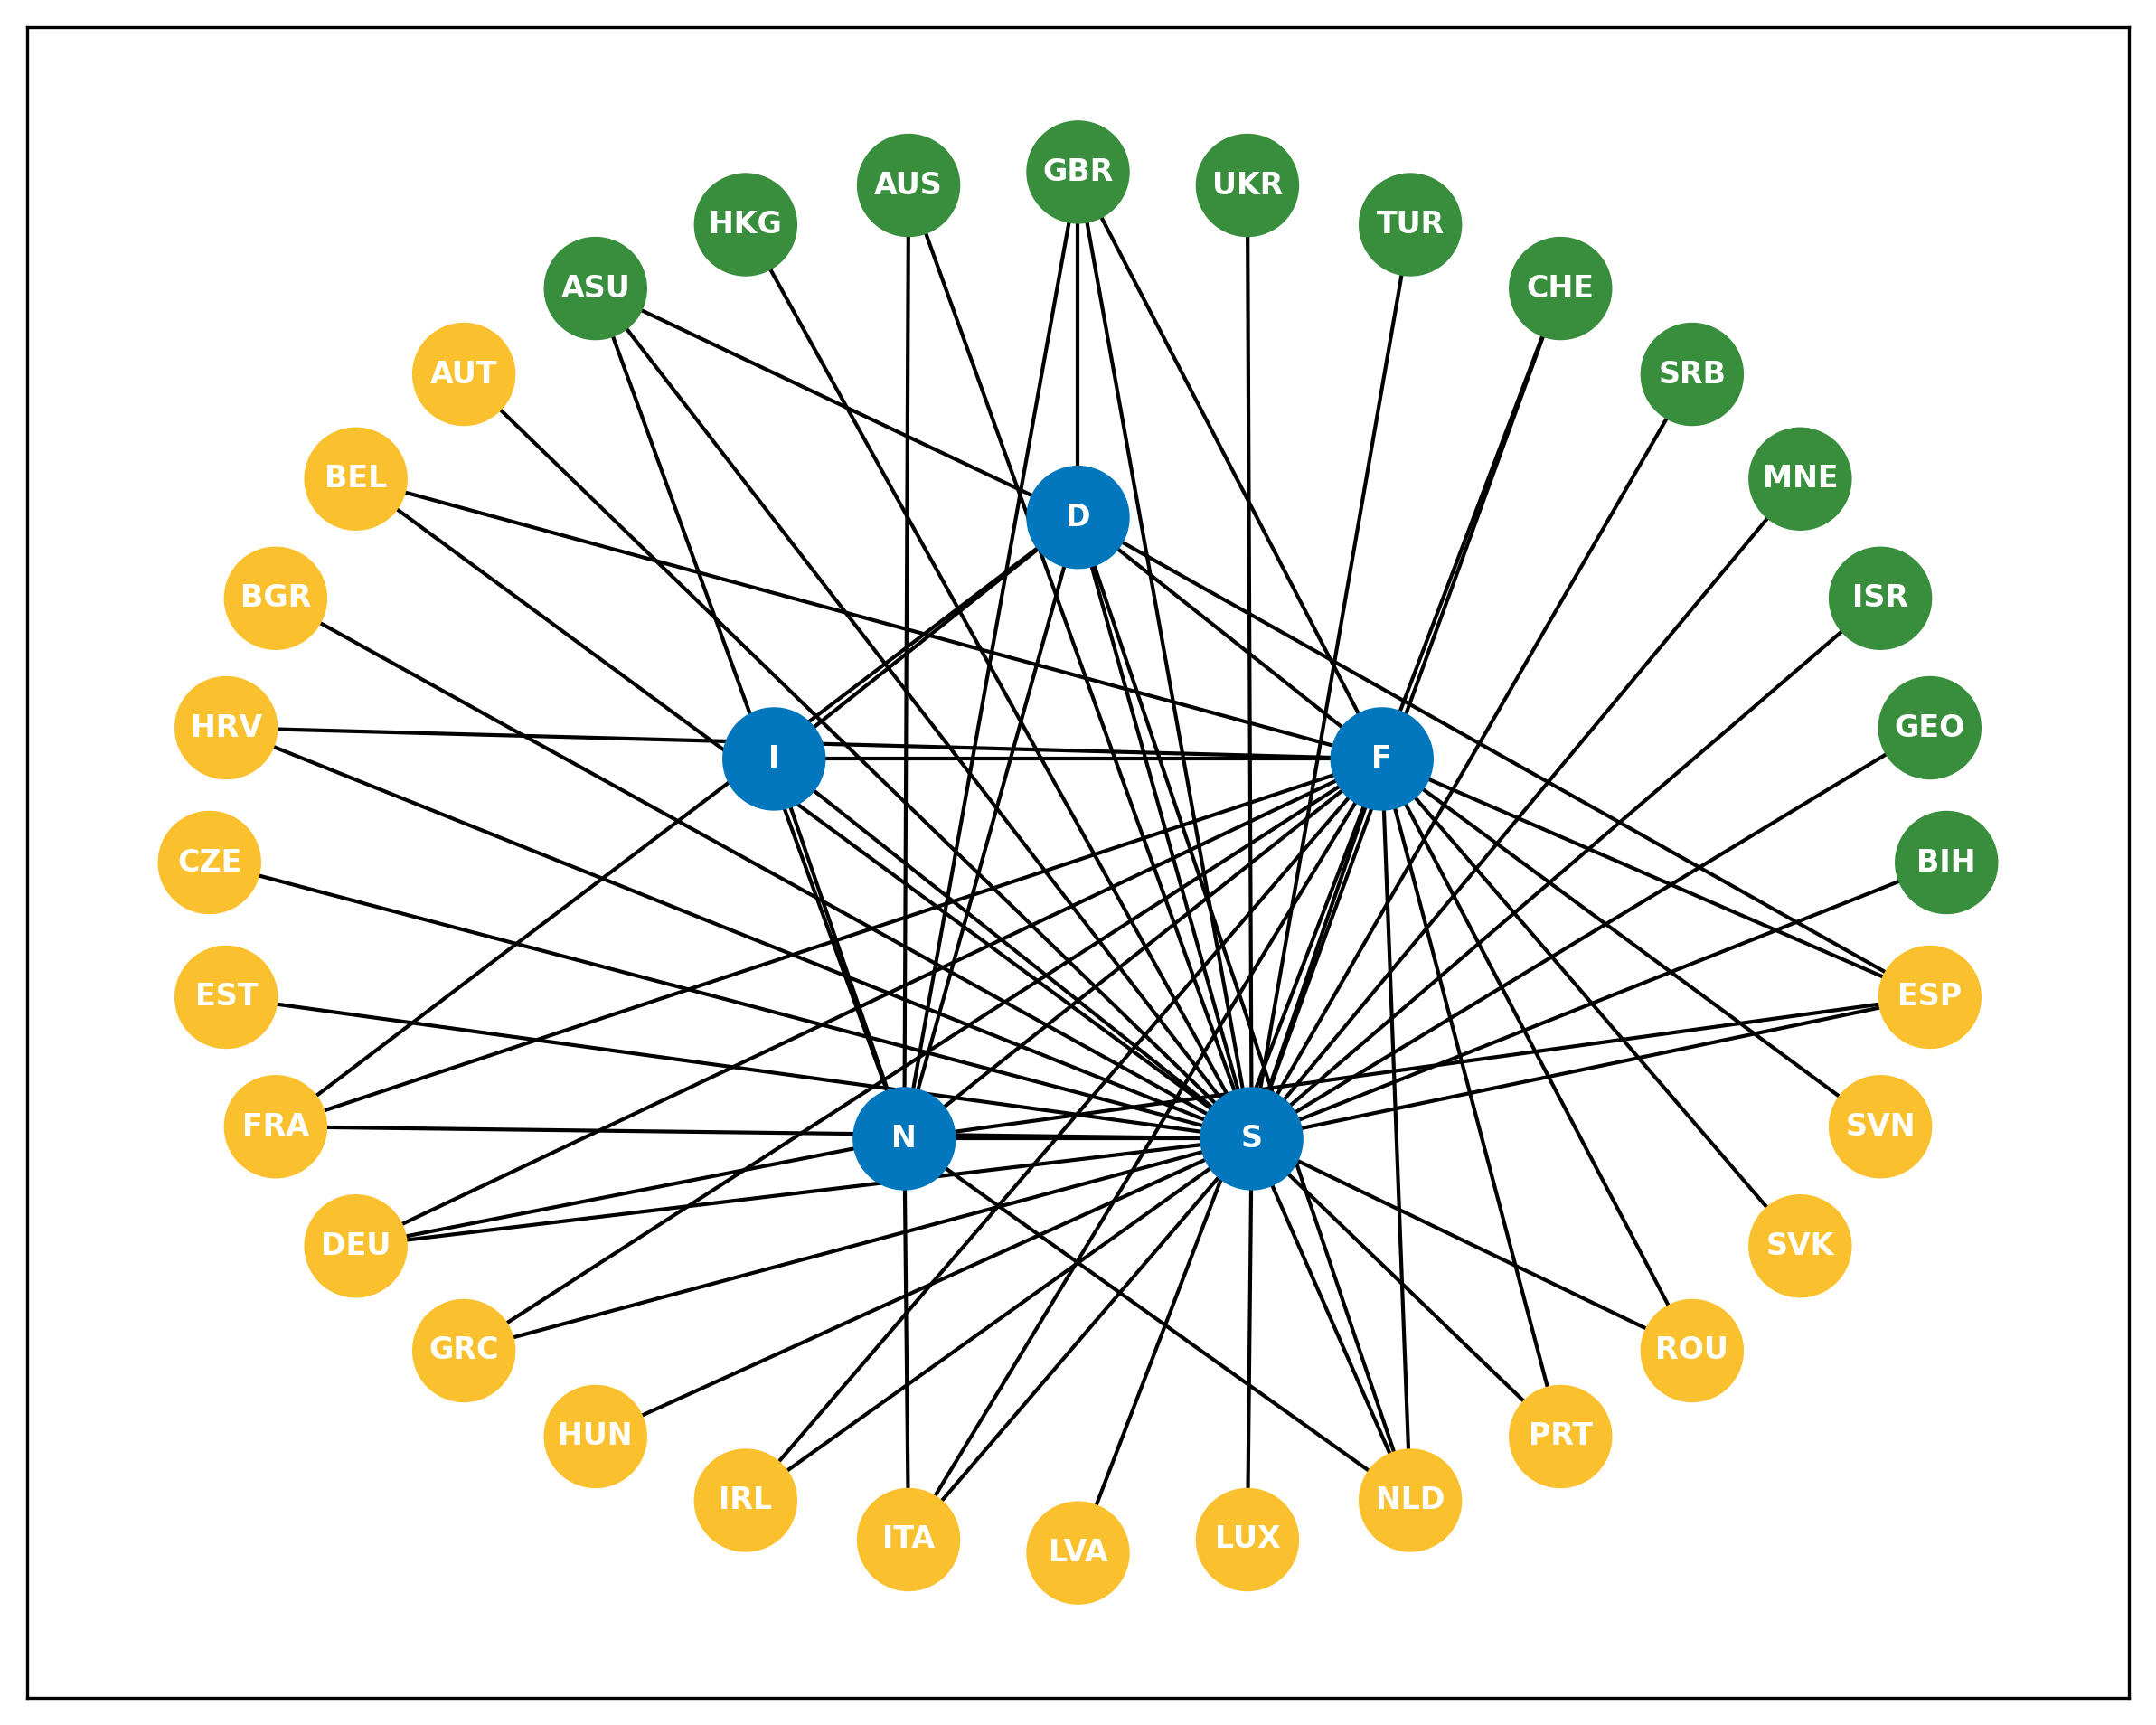 GBR
AUS
UKR
HKG
TUR
ASU
CHE
AUT
SRB
BEL
MNE
D
BGR
ISR
HRV
GEO
I
F
CZE
BIH
EST
ESP
FRA
SVN
N
S
DEU
SVK
GRC
ROU
HUN
PRT
IRL
NLD
ITA
LUX
LVA